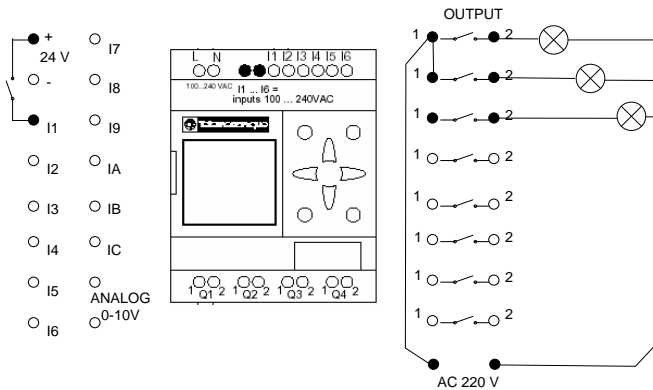 +
24 V
-
I1
I2
I3
I4
I5
I6
I7
I8
I9
IA
IB
IC
ANALOG
0-10V
L N I1 I2 I3 I4 I5 I6
100...240 VAC I1 ... I6 =
inputs 100 ... 240VAC
1 2 1 2 1 2 1 2
Q1 Q2 Q3 Q4
OUTPUT
1 2
1 2
1 2
1 2
1 2
1 2
1 2
1 2
AC 220 V